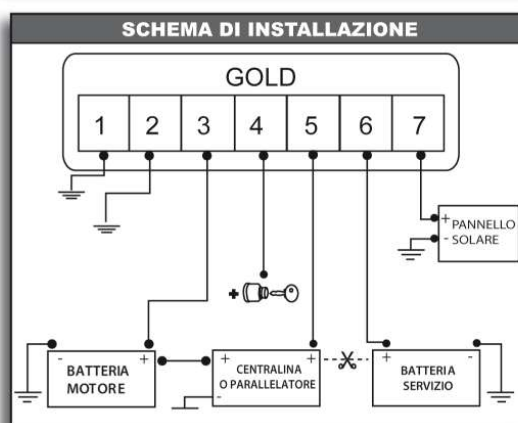 SCHEMA DI INSTALLAZIONE
GOLD
1 2 3 4 5 6 7
+ PANNELLO
- SOLARE
+
- +
BATTERIA
MOTORE
+ +
CENTRALINA
O PARALLELATORE
-
+ -
BATTERIA
SERVIZIO